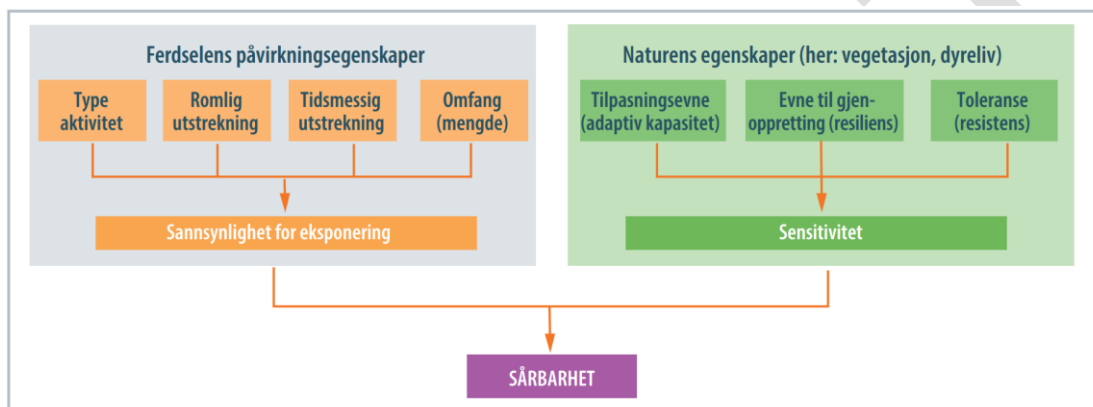 Ferdselens påvirkningsegenskaper
Type
aktivitet
Romlig
utstrekning
Tidsmessig
utstrekning
Omfang
(mengde)
Sannsynlighet for eksponering
Naturens egenskaper (her: vegetasjon, dyreliv)
Tilpasningsevne
(adaptiv kapasitet)
Evne til gjen-
oppretting (resiliens)
Toleranse
(resistens)
Sensitivitet
SÅRBARHET